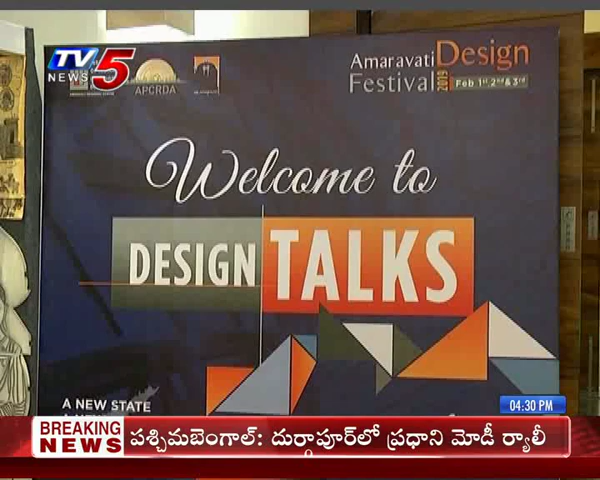 TV5
NEWS
APCRDA
Amaravati Design
Festival 2019 Feb 1st, 2nd & 3rd
Welcome to
DESIGN TALKS
A NEW STATE
04:30 PM
BREAKING
NEWS
పశ్చిమబెంగాల్: దుర్గాపూర్‌లో ప్రధాని మోడీ ర్యాలీ